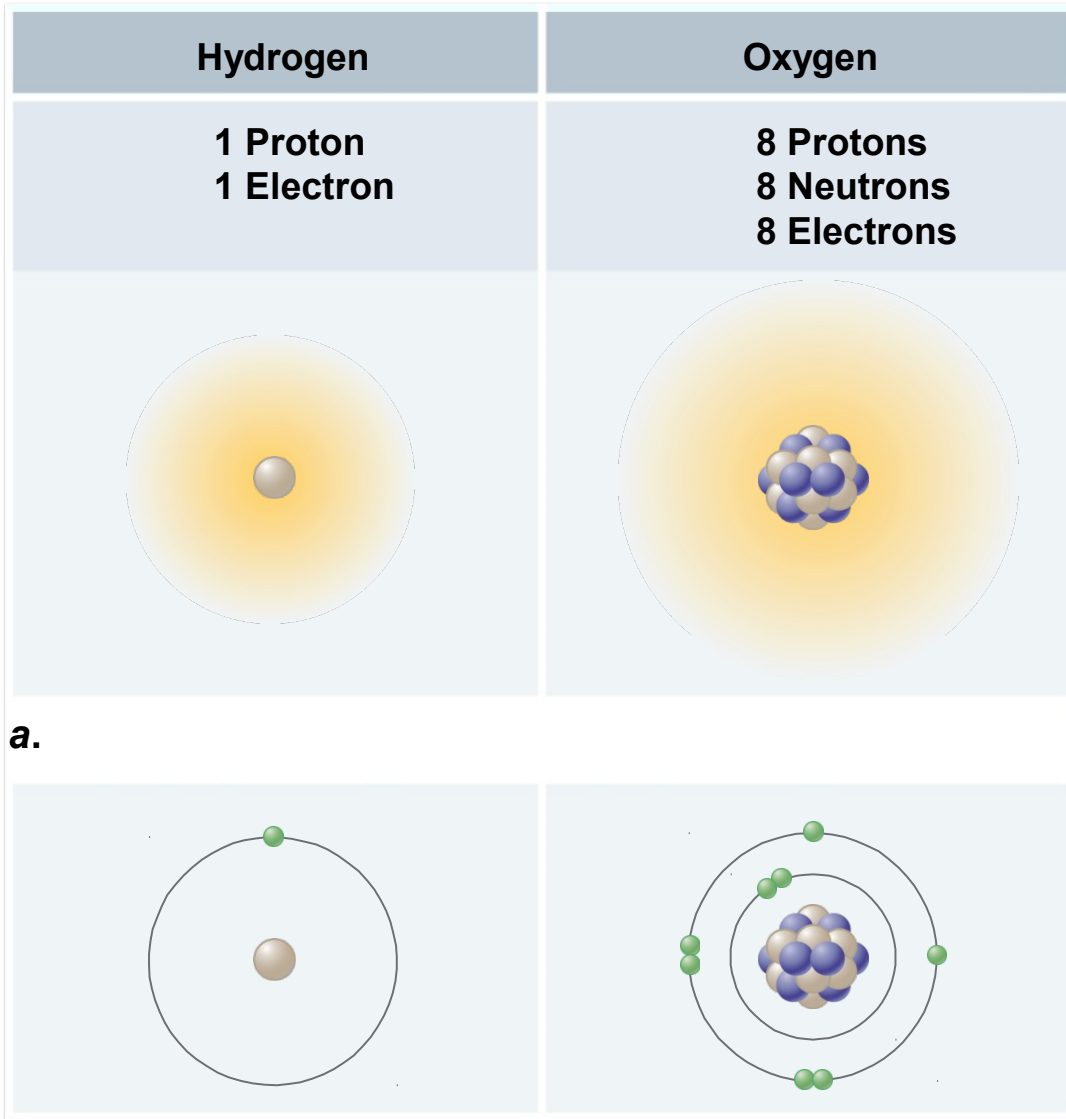 Hydrogen
Oxygen
1 Proton
1 Electron
8 Protons
8 Neutrons
8 Electrons
a.